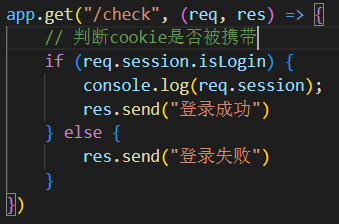 app.get("/check", (req, res) => {
    // 判断cookie是否被携带
    if (req.session.isLogin) {
        console.log(req.session);
        res.send("登录成功")
    } else {
        res.send("登录失败")
    }
})